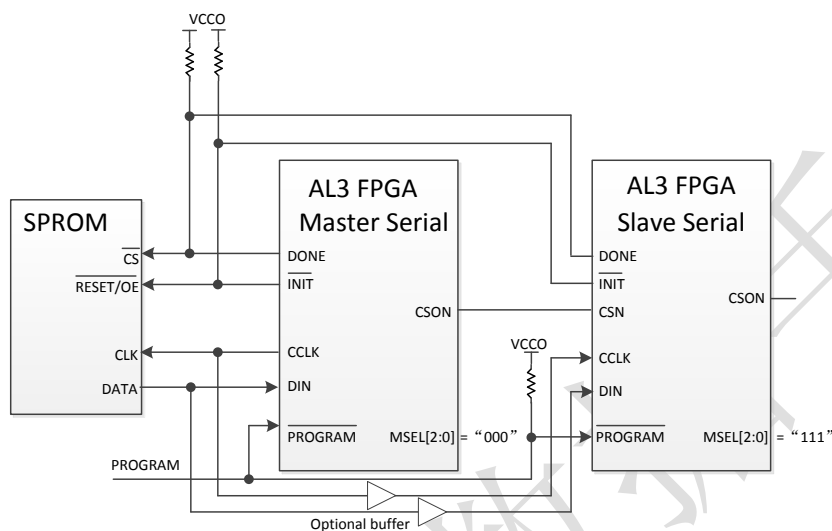 VCCO
AL3 FPGA
Master Serial
AL3 FPGA
Slave Serial
SPROM
CS
RESET/OE
CLK
DATA
DONE
INIT
CSON
CCLK
DIN
PROGRAM
MSEL[2:0] = “000”
VCCO
DONE
INIT
CSON
CSN
CCLK
DIN
PROGRAM
MSEL[2:0] = “111”
PROGRAM
Optional buffer